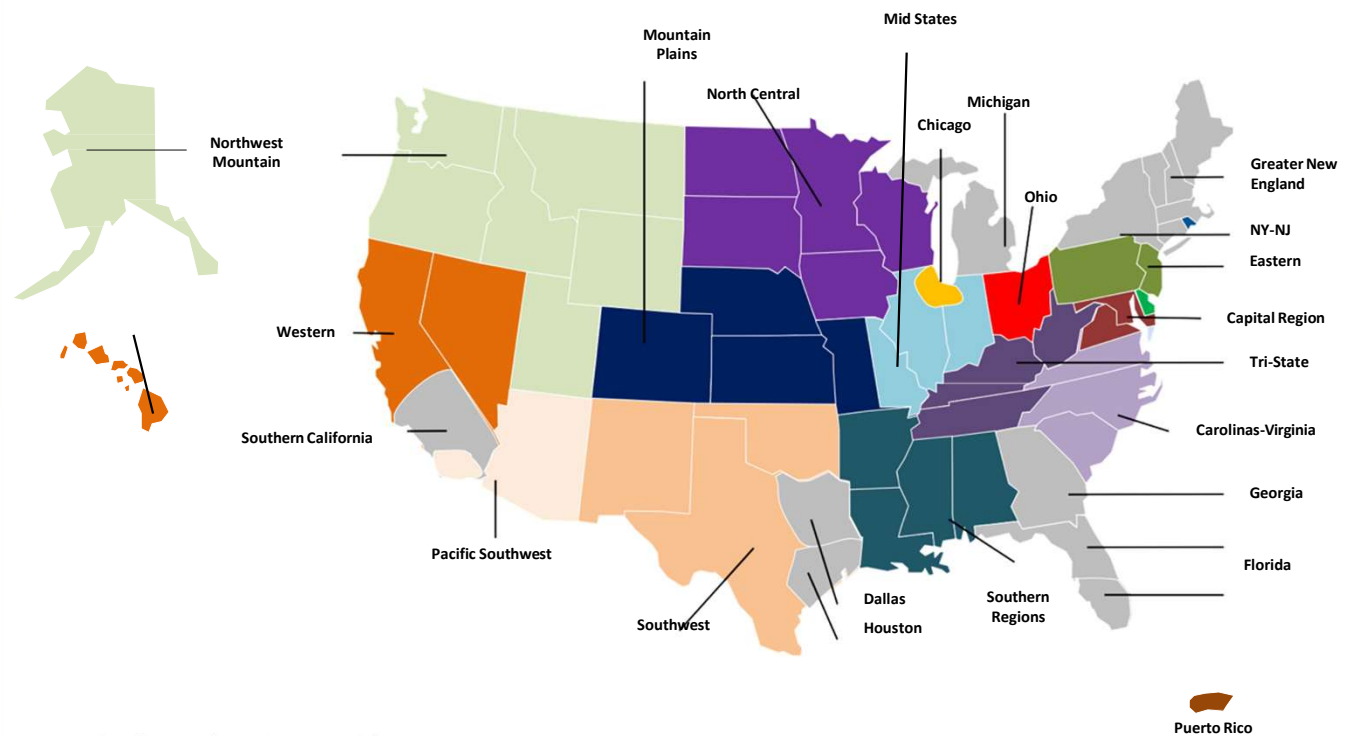 Mid States
Mountain
Plains
North Central
Michigan
Chicago
Northwest
Mountain
Greater New
England
Ohio
NY-NJ
Eastern
Capital Region
Western
Tri-State
Southern California
Carolinas-Virginia
Georgia
Pacific Southwest
Florida
Dallas
Southern
Regions
Southwest
Houston
Puerto Rico